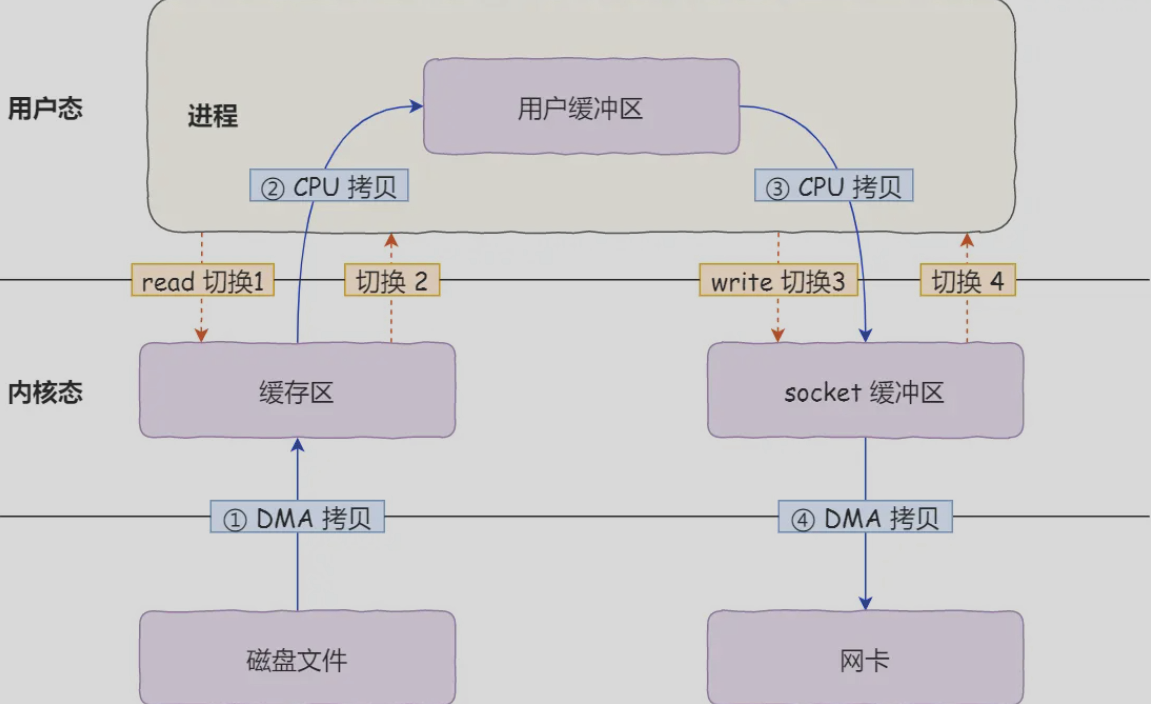 用户态
进程
用户缓冲区
② CPU 拷贝
③ CPU 拷贝
read 切换1
切换 2
write 切换3
切换 4
内核态
缓存区
socket 缓冲区
① DMA 拷贝
④ DMA 拷贝
磁盘文件
网卡